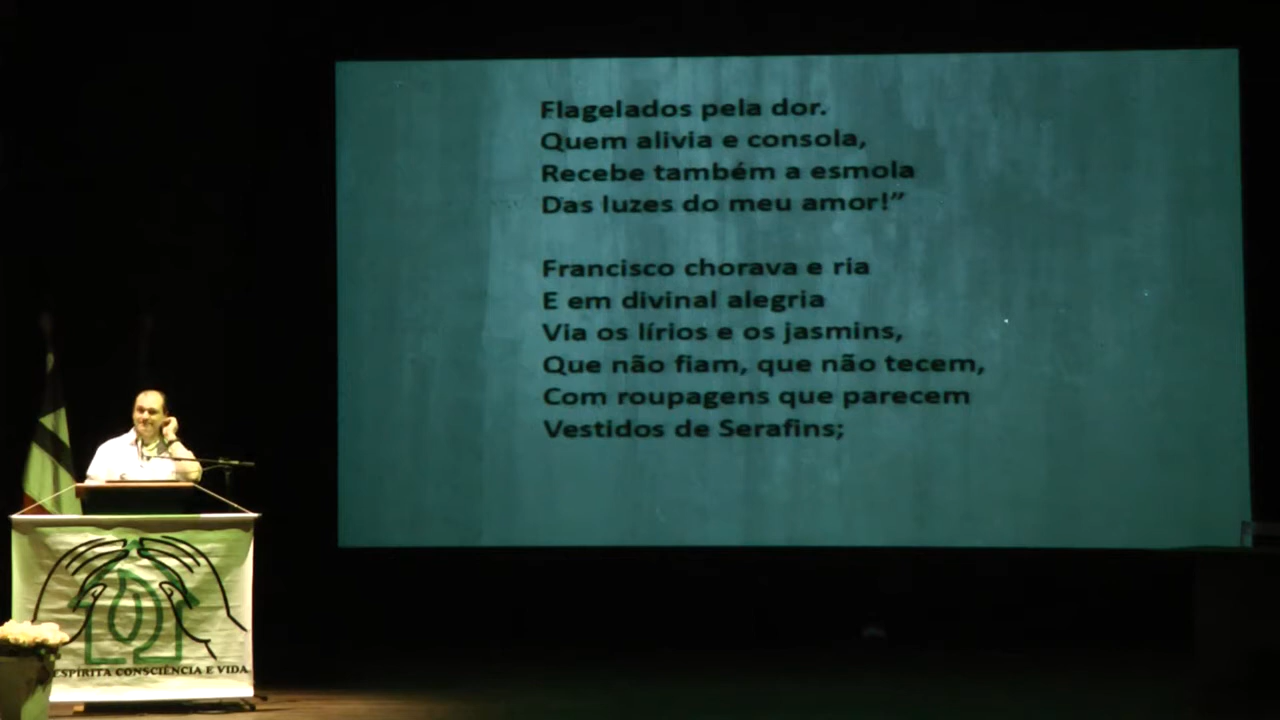 Flagelados pela dor.
Quem alivia e consola,
Recebe também a esmola
Das luzes do meu amor!”
Francisco chorava e ria
E em divinal alegria
Via os lírios e os jasmins,
Que não fiam, que não tecem,
Com roupagens que parecem
Vestidos de Serafins;
ESPÍRITA CONSCIÊNCIA E VIDA